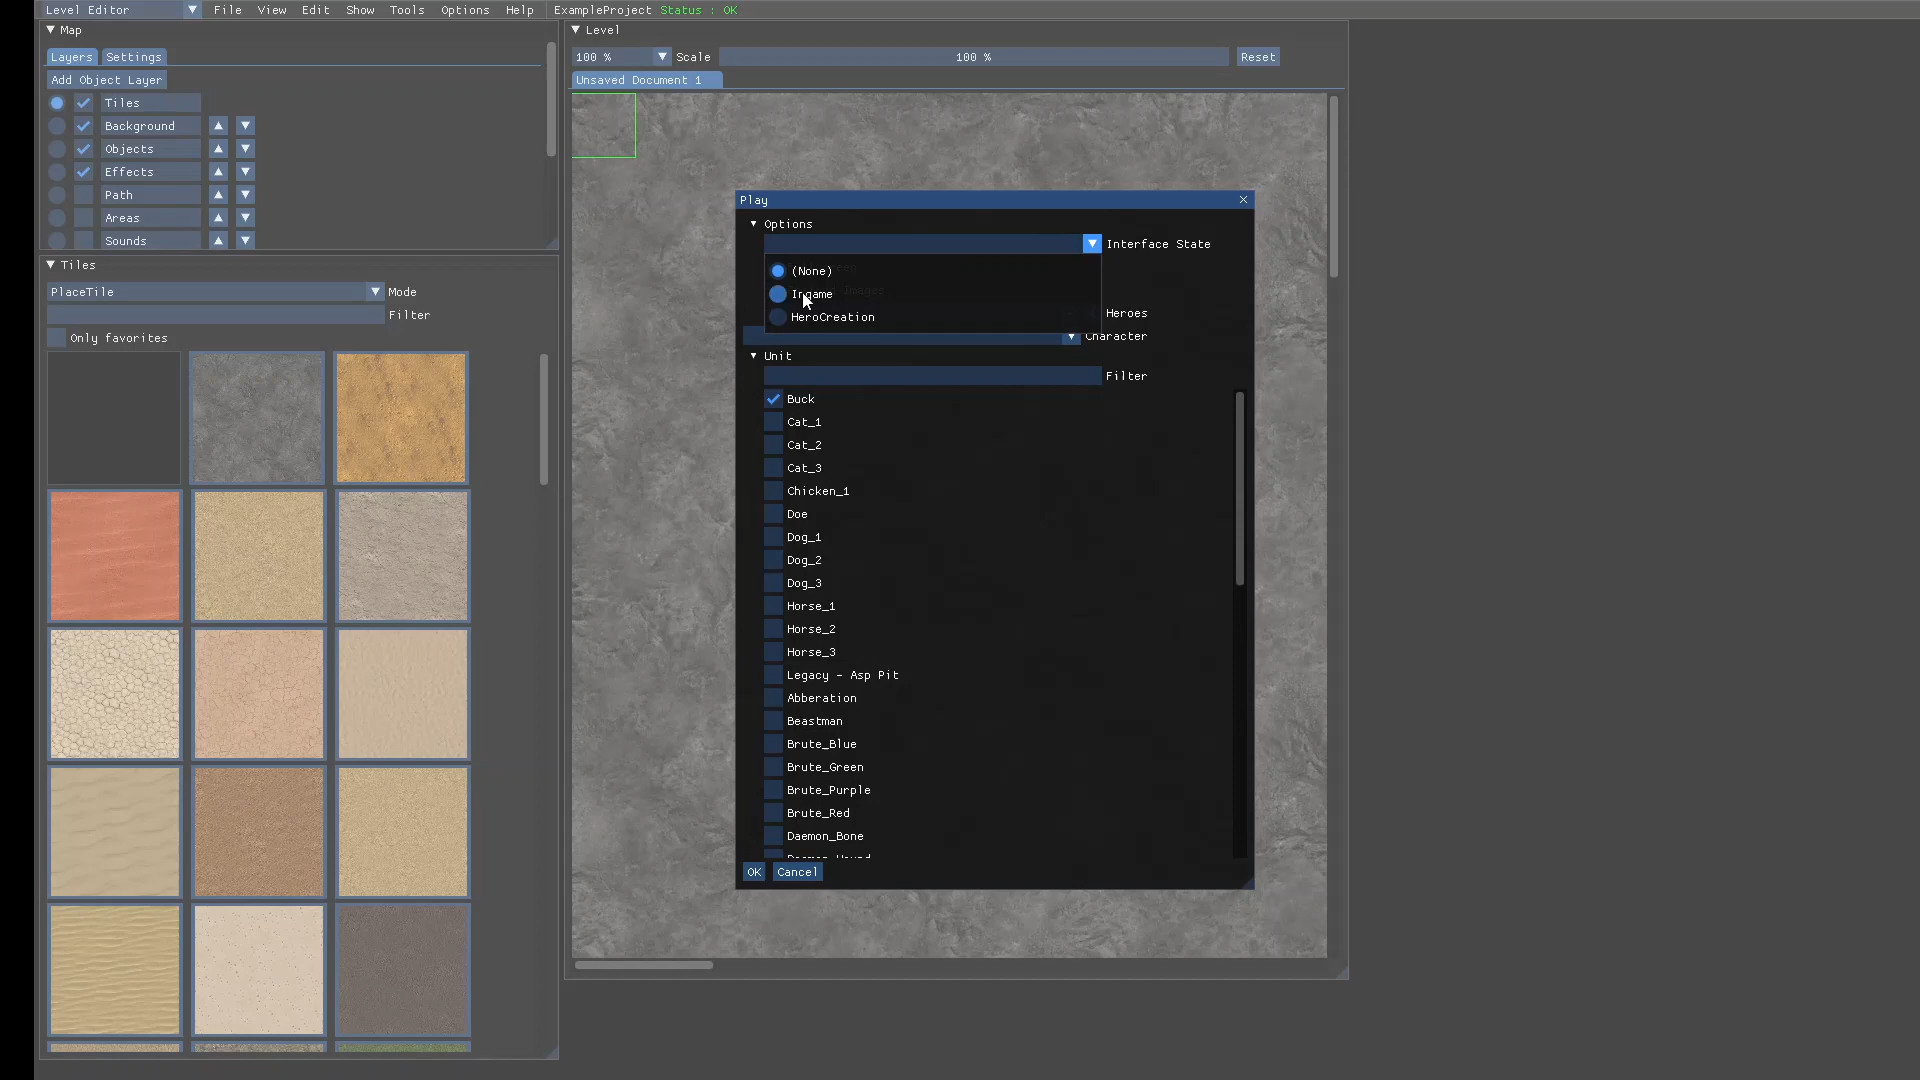 Level Editor File View Edit Show Tools Options Help ExampleProject Status : OK
Map
Layers Settings
Add Object Layer
Tiles
Background
Objects
Effects
Path
Areas
Sounds
Tiles
PlaceTile Mode
Filter
Only favorites
Level
100 % Scale 100 % Reset
Unsaved Document 1
Play
Options
Interface State
(None)
Ingame
HeroCreation
Heroes
Character
Unit
Filter
Buck
Cat_1
Cat_2
Cat_3
Chicken_1
Doe
Dog_1
Dog_2
Dog_3
Horse_1
Horse_2
Horse_3
Legacy - Asp Pit
Abberation
Beastman
Brute_Blue
Brute_Green
Brute_Purple
Brute_Red
Daemon_Bone
OK Cancel